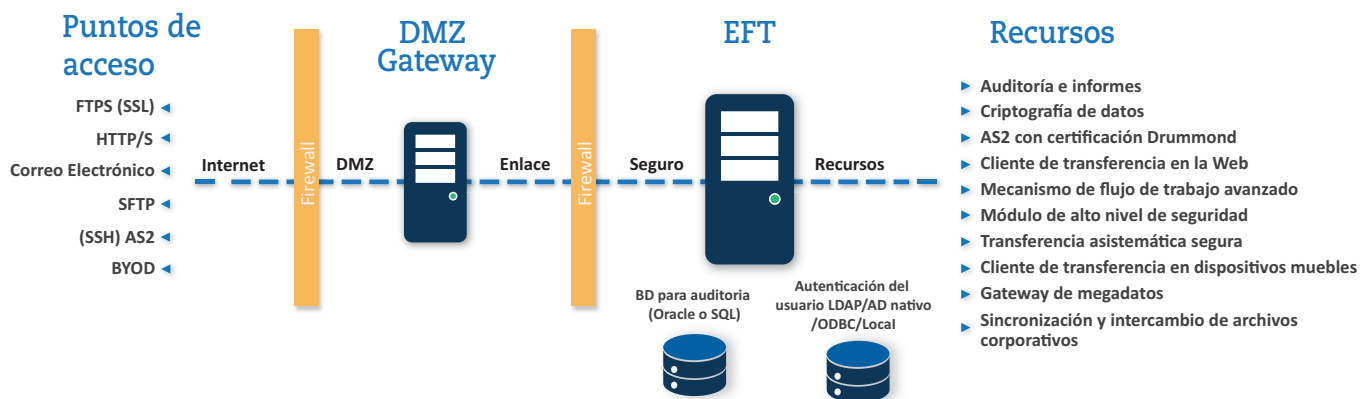 Puntos de
acceso
FTPS (SSL)
HTTP/S
Correo Electrónico
SFTP
(SSH) AS2
BYOD
Internet
Firewall
DMZ
Gateway
DMZ
Enlace
Firewall
EFT
Seguro
Recursos
BD para auditoria
(Oracle o SQL)
Autenticación del
usuario LDAP/AD nativo
/ODBC/Local
Recursos
Auditoría e informes
Criptografía de datos
AS2 con certificación Drummond
Cliente de transferencia en la Web
Mecanismo de flujo de trabajo avanzado
Módulo de alto nivel de seguridad
Transferencia asistemática segura
Cliente de transferencia en dispositivos muebles
Gateway de megadatos
Sincronización y intercambio de archivos
corporativos